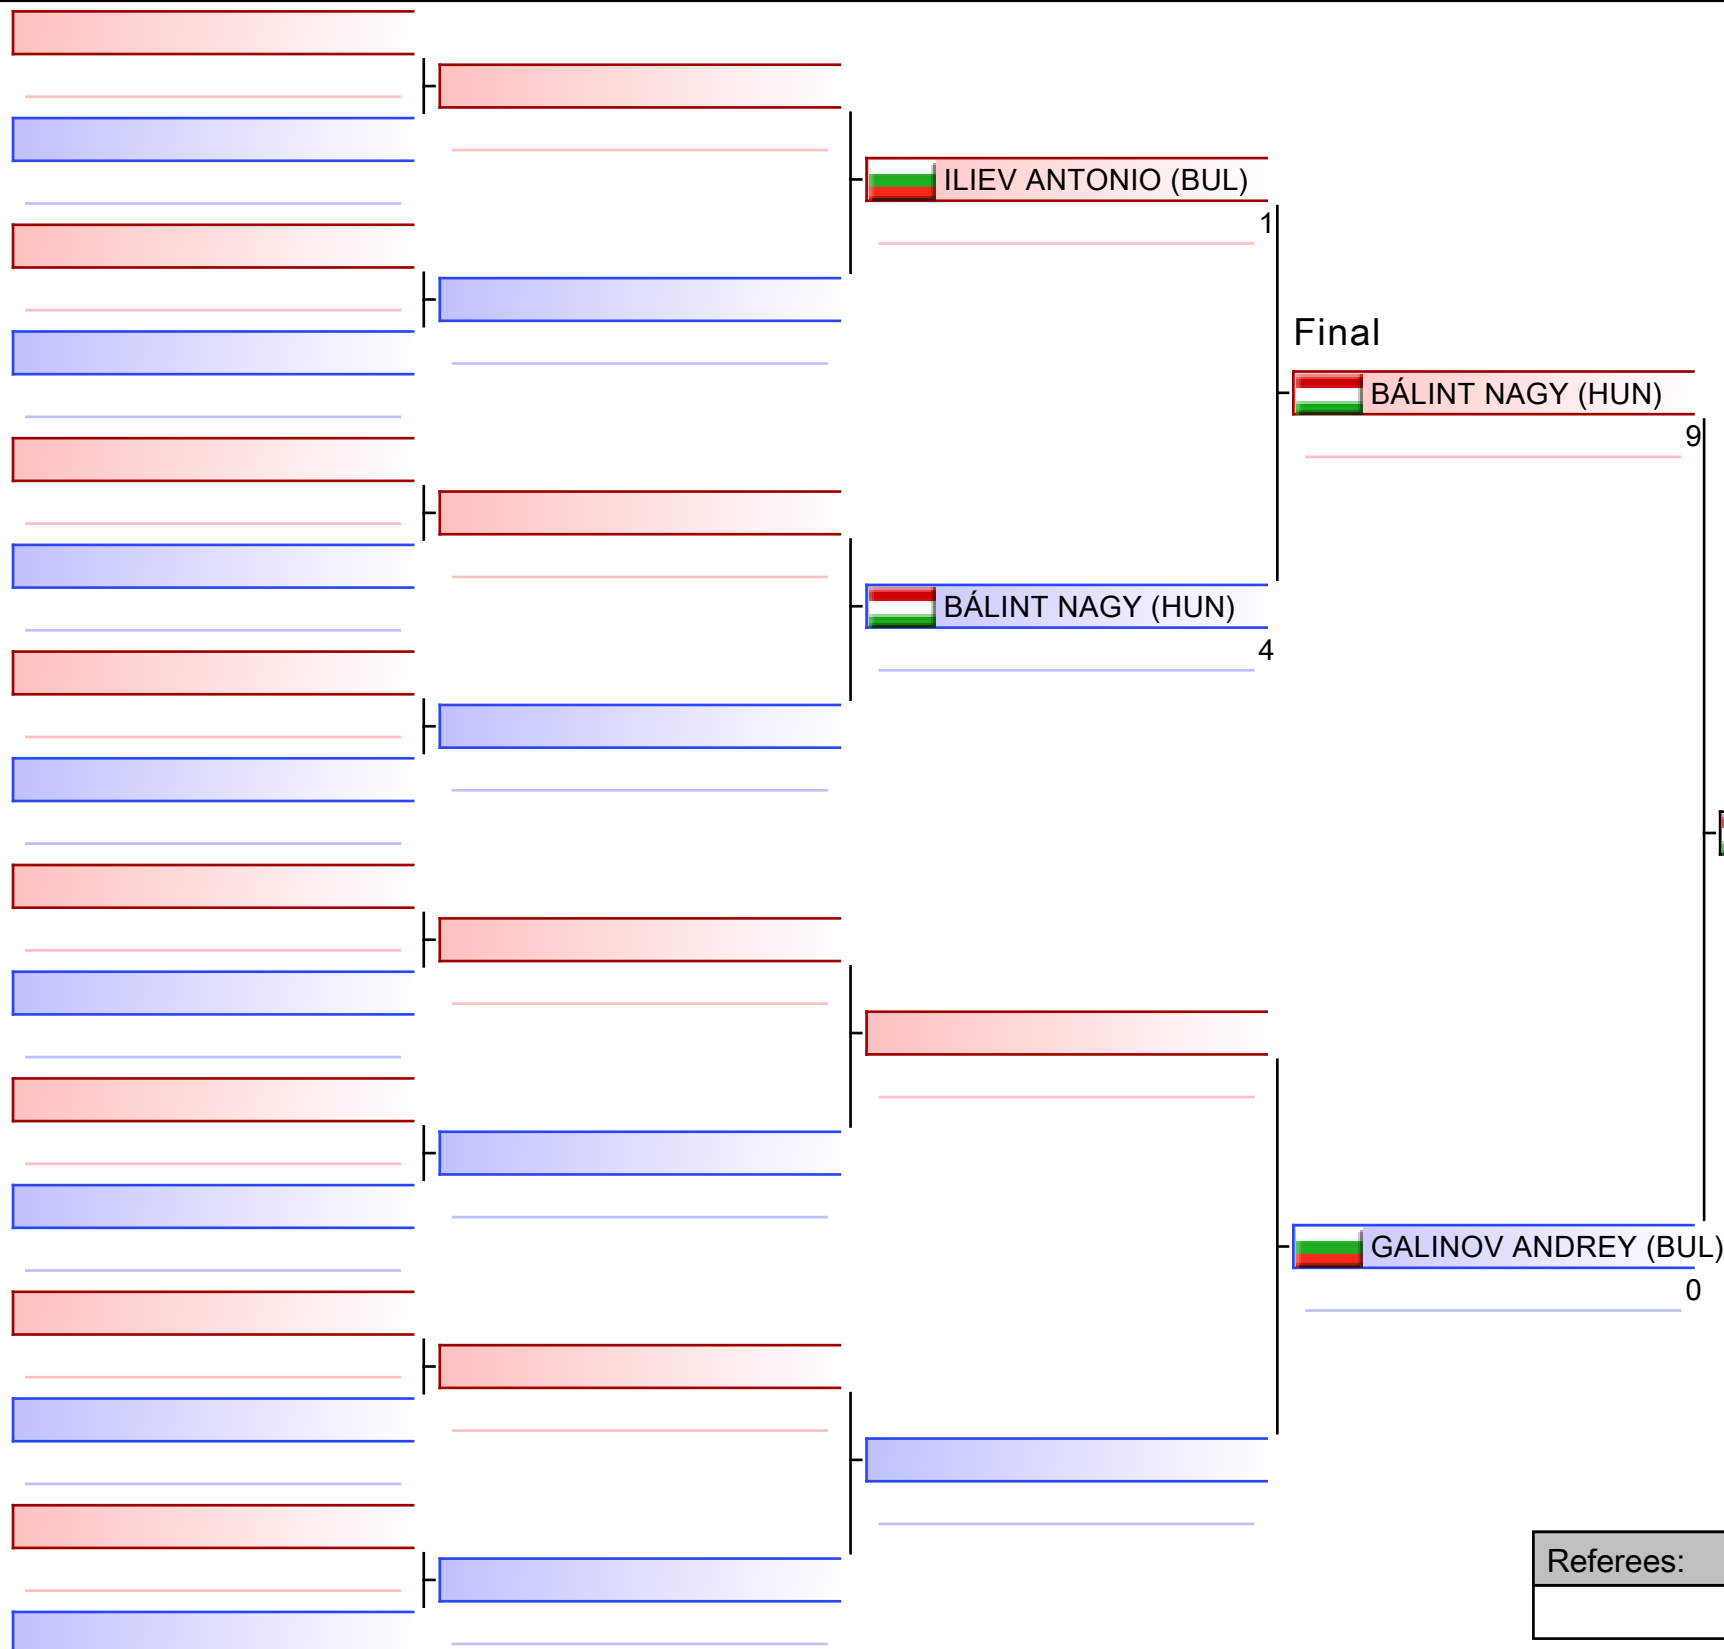 ILIEV ANTONIO (BUL)
1
Final
BÁLINT NAGY (HUN)
9
BÁLINT NAGY (HUN)
4
GALINOV ANDREY (BUL)
0
Referees: